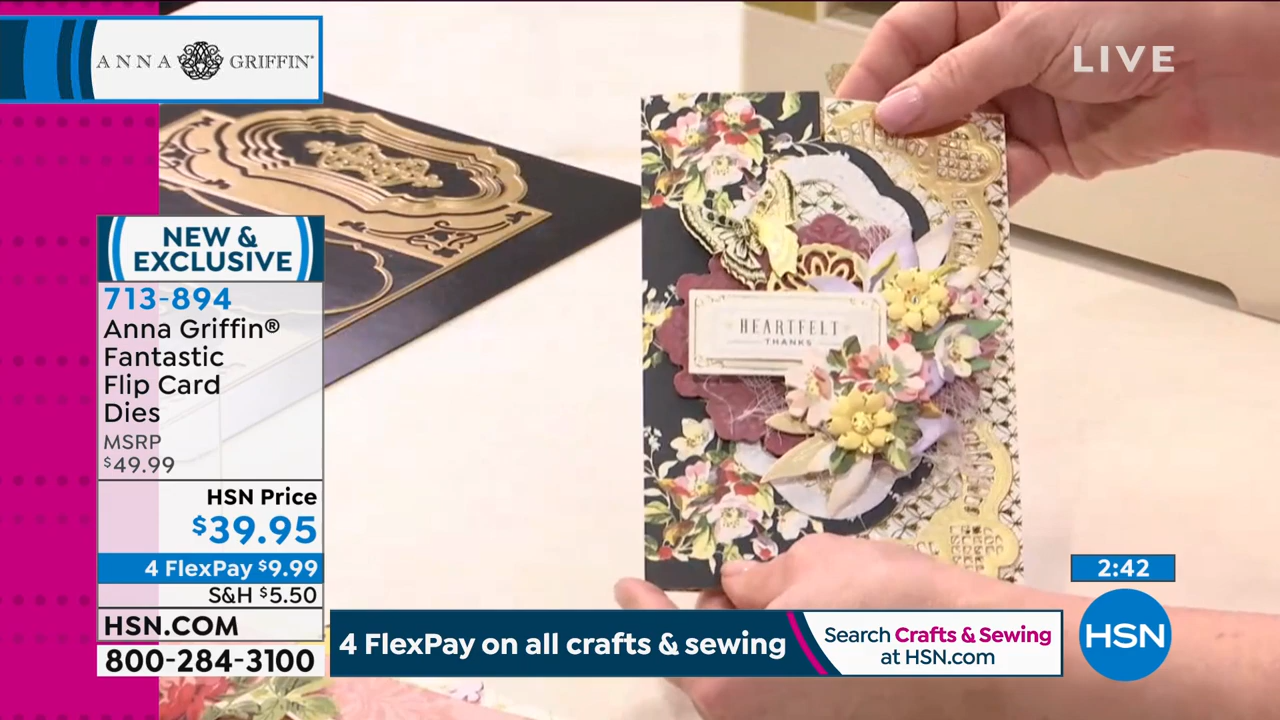 ANNA GRIFFIN®
LIVE
NEW &
EXCLUSIVE
713-894
Anna Griffin®
Fantastic
Flip Card
Dies
MSRP
$49.99
HSN Price
$39.95
4 FlexPay $9.99
S&H $5.50
HSN.COM
800-284-3100
HEARTFELT
THANKS
2:42
HSN
4 FlexPay on all crafts & sewing
Search Crafts & Sewing
at HSN.com